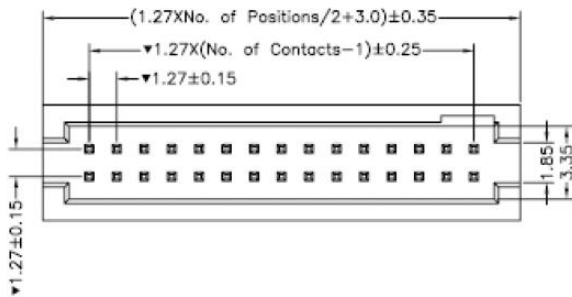 (1.27XNo. of Positions/2+3.0)±0.35
▼1.27X(No. of Contacts-1)±0.25
▼1.27±0.15
▼1.27±0.15
1.85
3.35